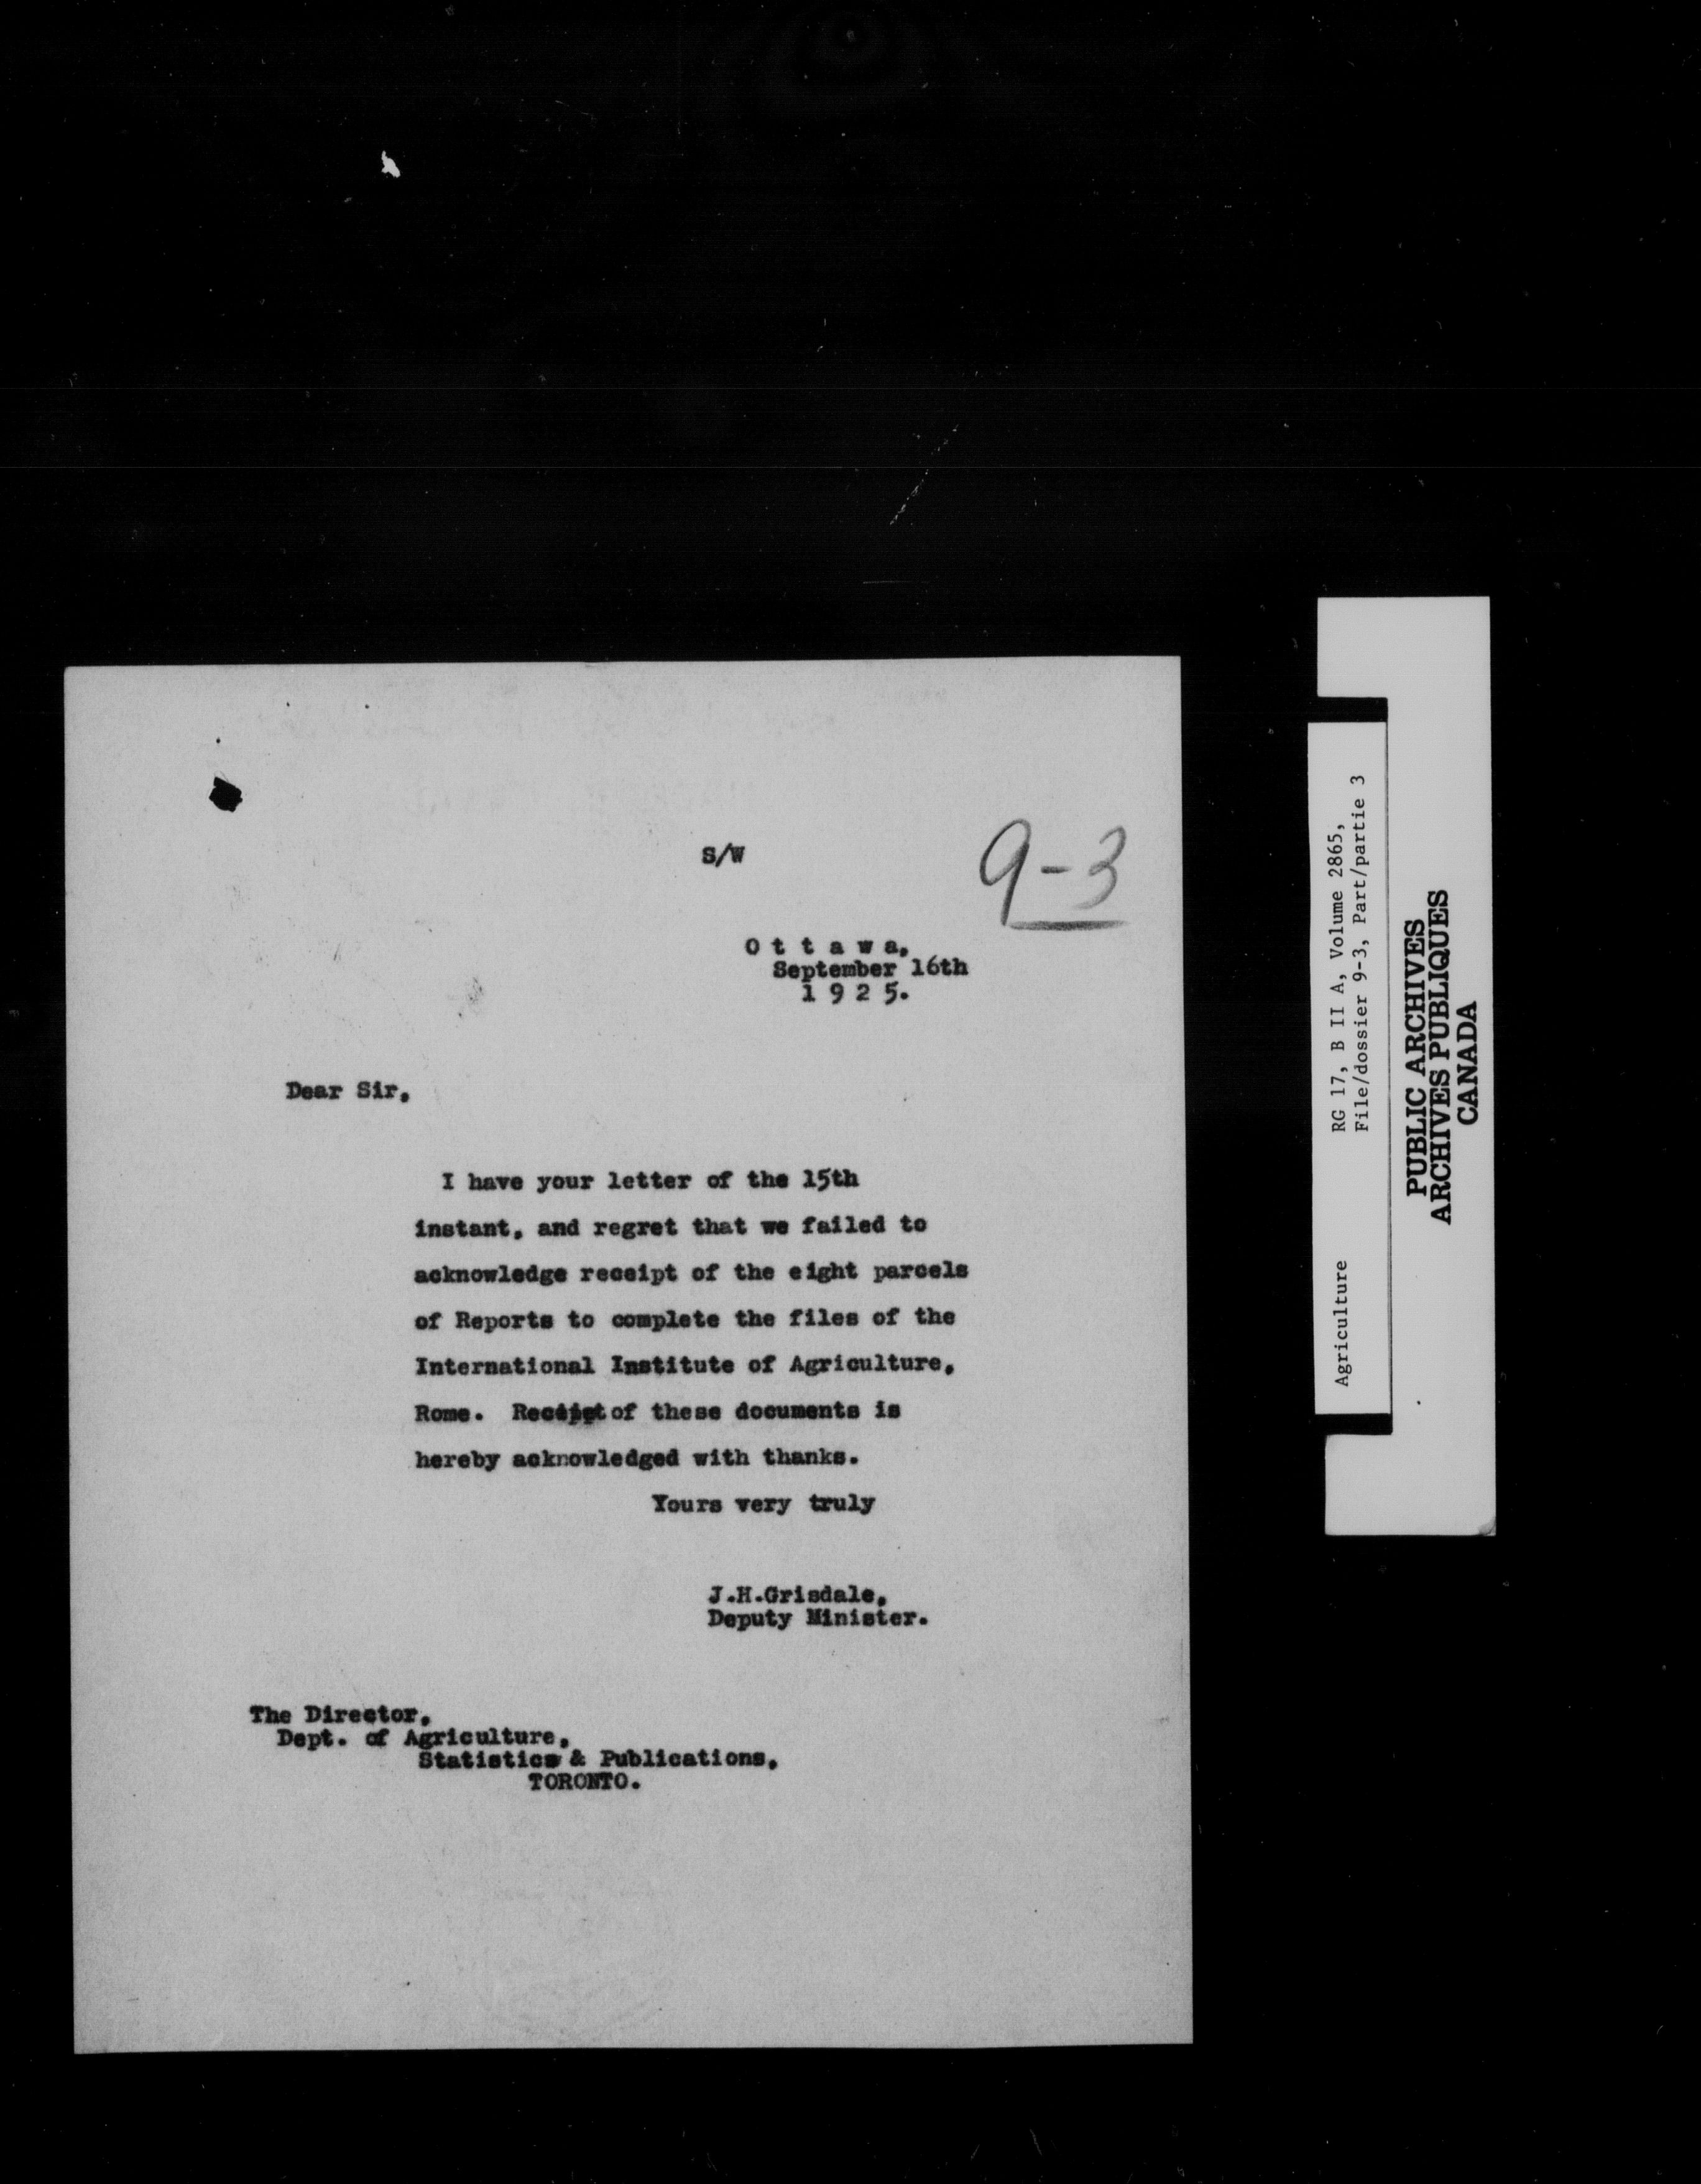 S/W
9-3
O t t a w a,
September 16th
1 9 2 5.
Dear Sir,
I have your letter of the 15th
instant, and regret that we failed to
acknowledge receipt of the eight parcels
of Reports to complete the files of the
International Institute of Agriculture,
Rome. Receipt of these documents is
hereby acknowledged with thanks.
Yours very truly
J.H.Grisdale,
Deputy Minister.
The Director,
Dept. of Agriculture,
Statistics & Publications,
TORONTO.
Agriculture RG 17, B II A, Volume 2865,
File/dossier 9-3, Part/partie 3
PUBLIC ARCHIVES
ARCHIVES PUBLIQUES
CANADA